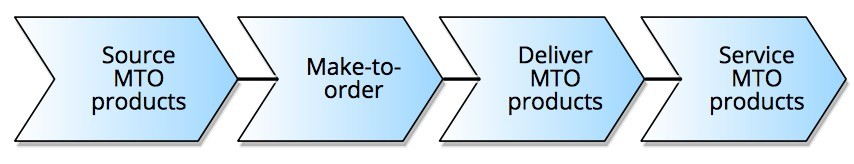 Source
MTO
products
Make-to-
order
Deliver
MTO
products
Service
MTO
products